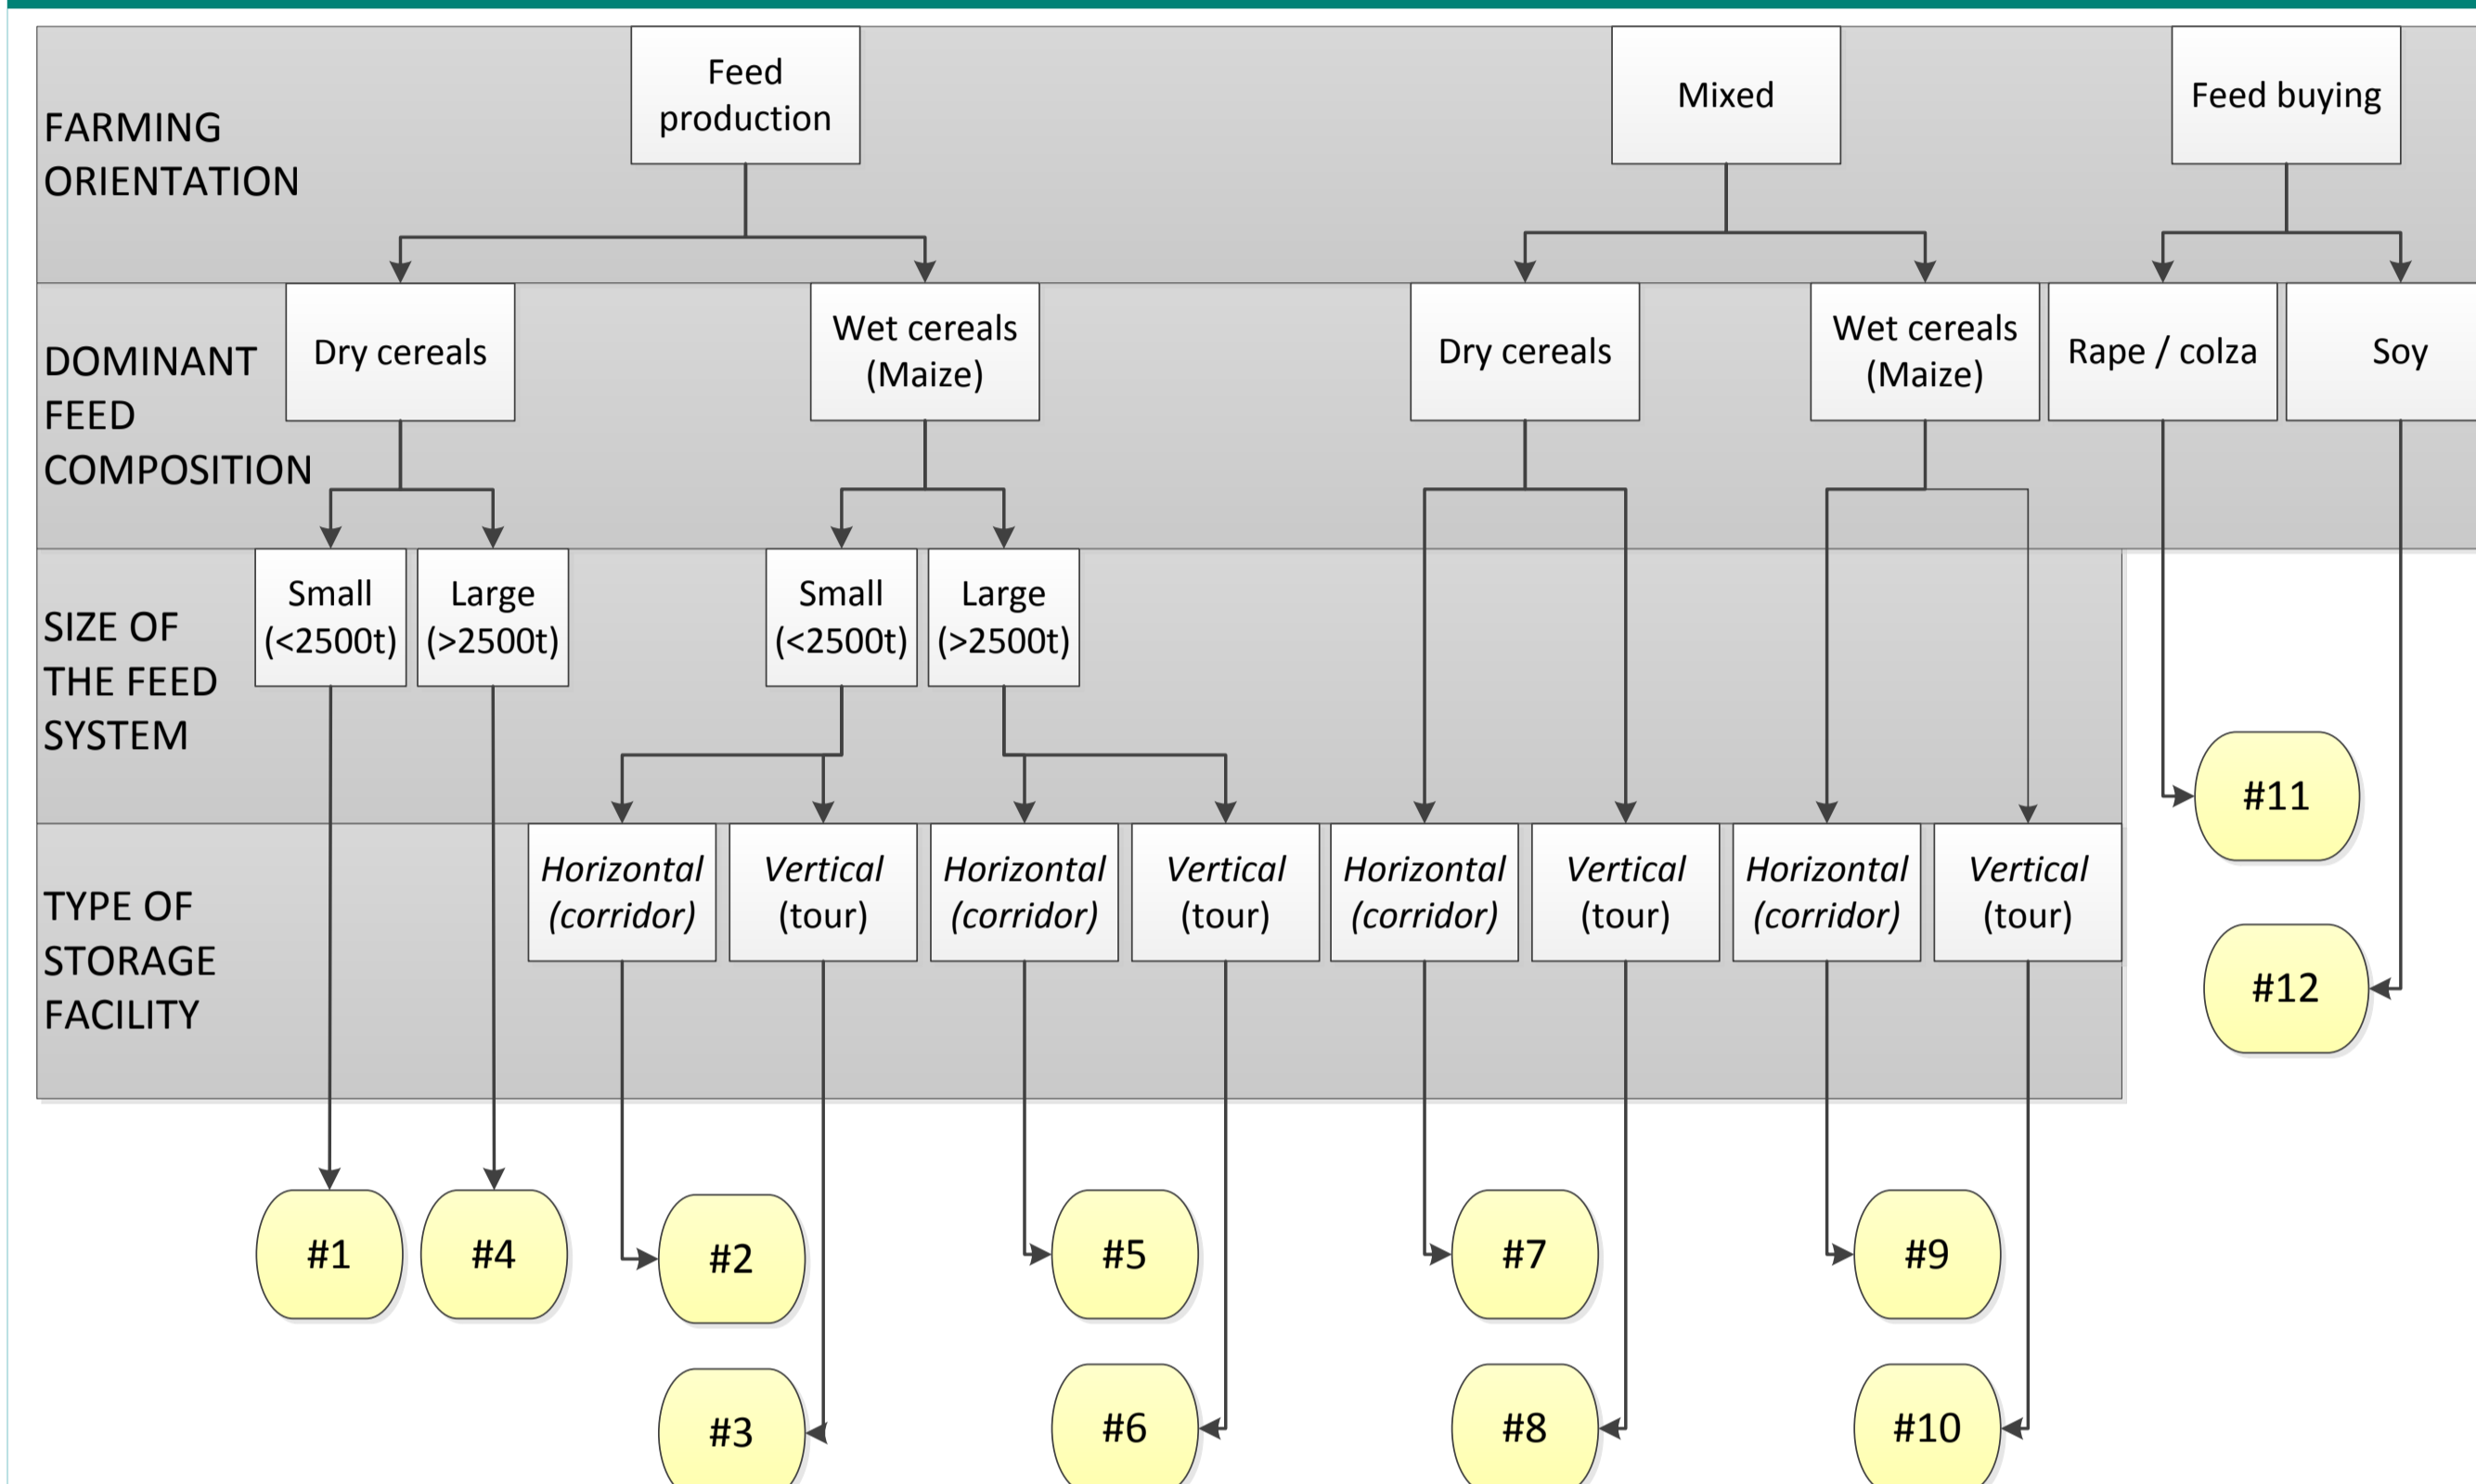 FARMING
ORIENTATION
Feed
production
Mixed
Feed buying
DOMINANT
FEED
COMPOSITION
Dry cereals
Wet cereals
(Maize)
Dry cereals
Wet cereals
(Maize)
Rape / colza
Soy
SIZE OF
THE FEED
SYSTEM
Small
(<2500t)
Large
(>2500t)
Small
(<2500t)
Large
(>2500t)
TYPE OF
STORAGE
FACILITY
Horizontal
(corridor)
Vertical
(tour)
Horizontal
(corridor)
Vertical
(tour)
Horizontal
(corridor)
Vertical
(tour)
Horizontal
(corridor)
Vertical
(tour)
#11
#12
#1
#4
#2
#5
#7
#9
#3
#6
#8
#10